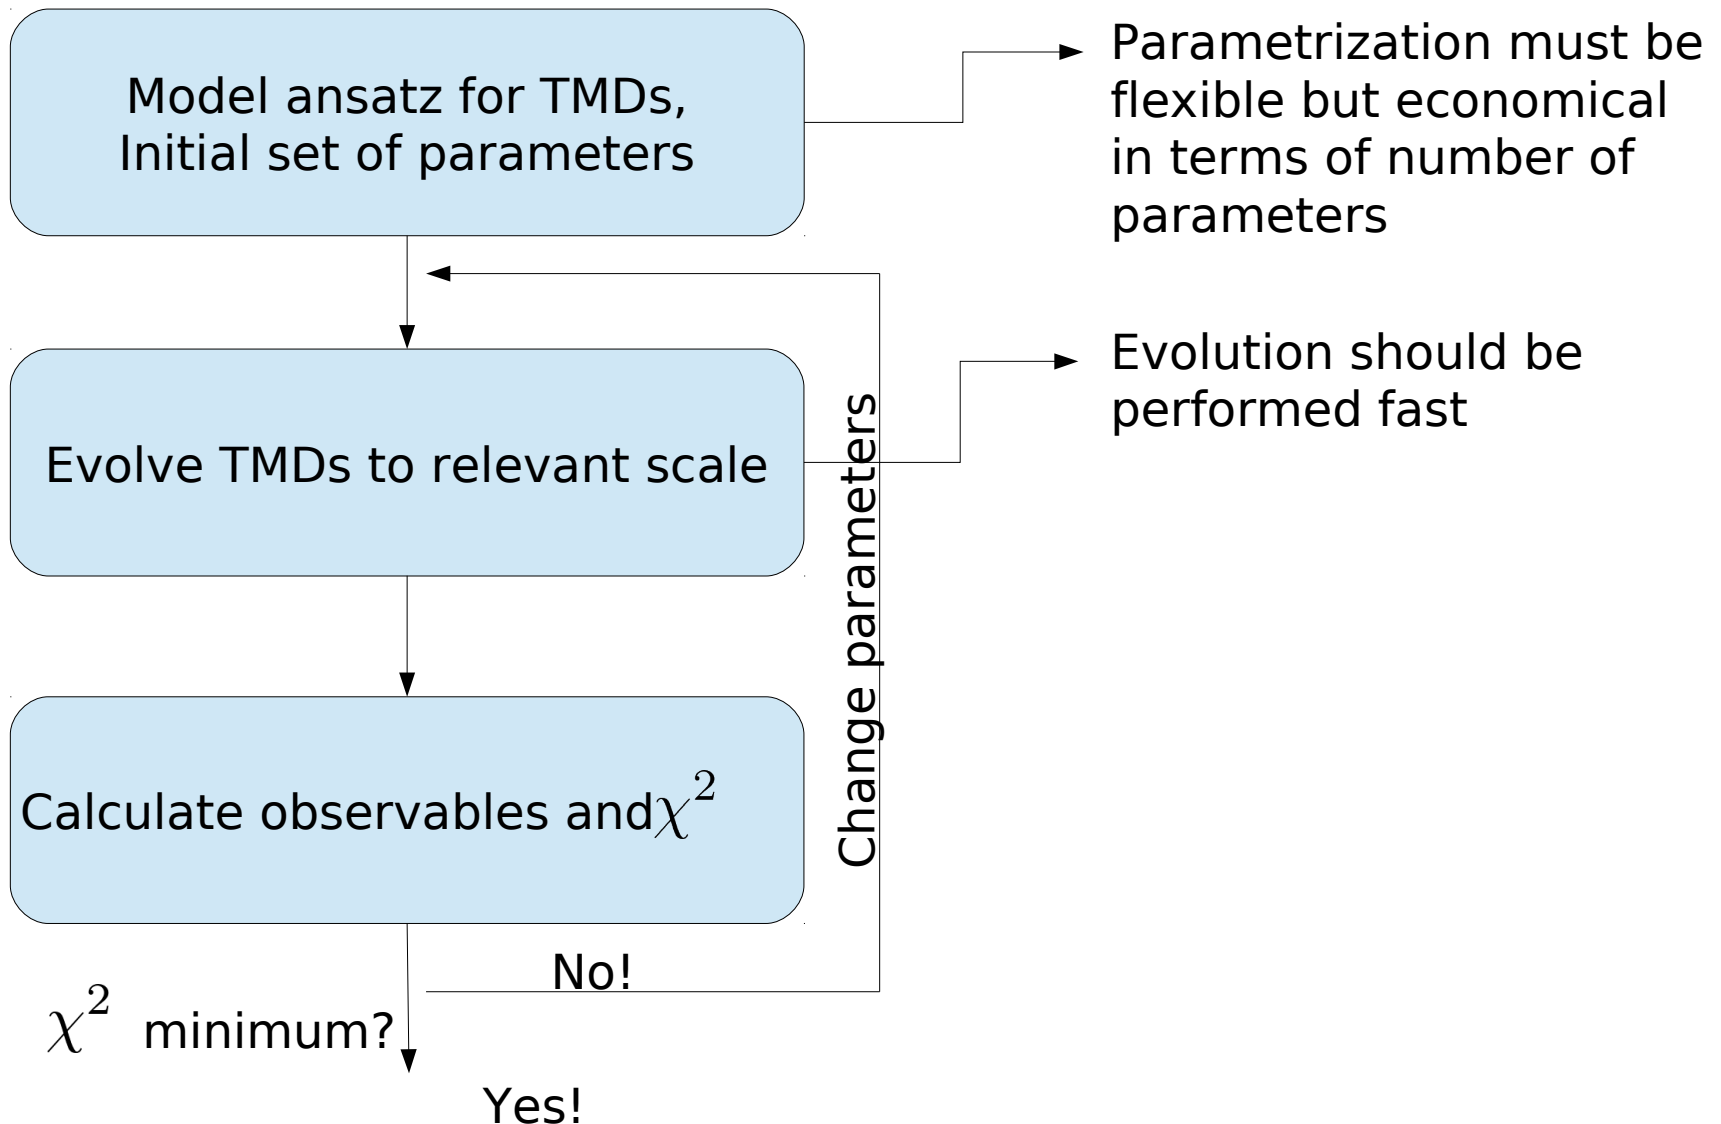 Model ansatz for TMDs,
Initial set of parameters
Parametrization must be
flexible but economical
in terms of number of
parameters
Evolve TMDs to relevant scale
Evolution should be
performed fast
Change parameters
Calculate observables and χ²
No!
χ² minimum?
Yes!